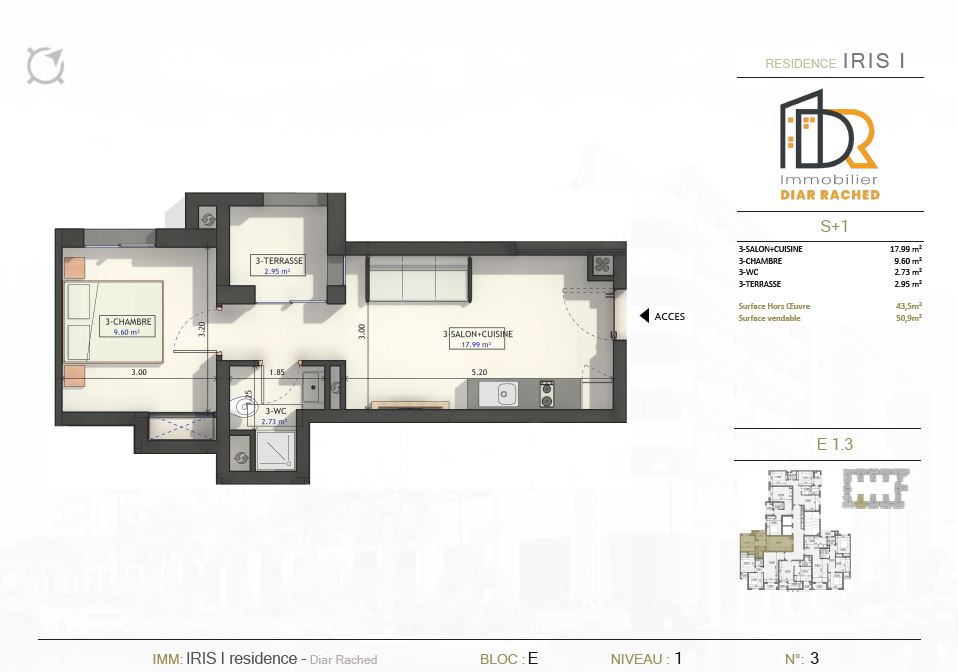 RESIDENCE IRIS I
DR
Immobilier
DIAR RACHED
S+1
3-SALON+CUISINE 17.99 m²
3-CHAMBRE 9.60 m²
3-WC 2.73 m²
3-TERRASSE 2.95 m²
Surface Hors Œuvre 43,5m²
Surface vendable 50,9m²
3-TERRASSE
2.95 m²
3-CHAMBRE
9.60 m²
3.20
3.00
3-SALON+CUISINE
17.99 m²
ACCES
3.00
1.85
5.20
3-WC
2.73 m²
E 1.3
IMM: IRIS I residence - Diar Rached
BLOC : E
NIVEAU : 1
N°: 3